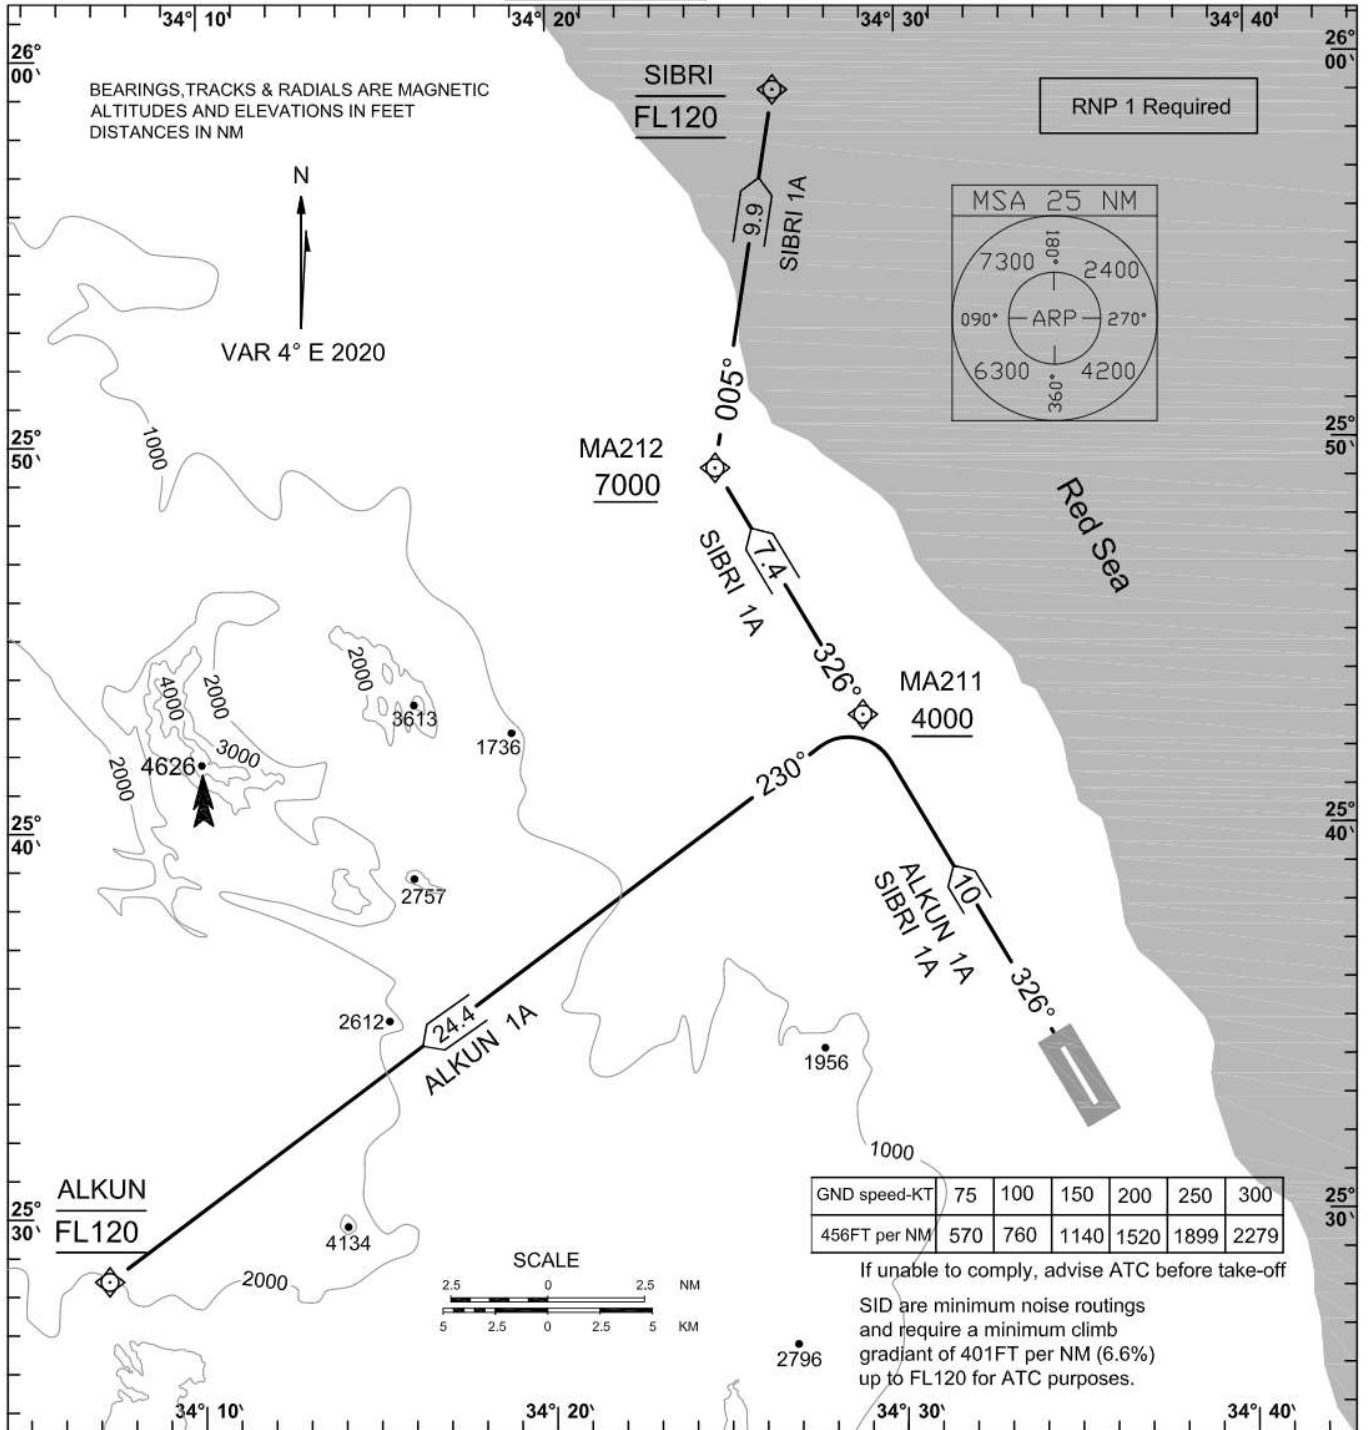 34° 10'
34° 20'
34° 30'
34° 40'
26°
00'
26°
00'
BEARINGS,TRACKS & RADIALS ARE MAGNETIC
ALTITUDES AND ELEVATIONS IN FEET
DISTANCES IN NM
SIBRI
FL120
RNP 1 Required
N
VAR 4° E 2020
9.9
SIBRI 1A
MSA 25 NM
180°
7300
2400
090°
ARP
270°
6300
4200
360°
005°
1000
25°
50'
25°
50'
MA212
7000
Red Sea
7.4
SIBRI 1A
326°
2000
4000
2000
3613
MA211
4000
1736
3000
2000
4626
230°
25°
40'
25°
40'
2757
10
ALKUN 1A
SIBRI 1A
326°
2612
24.4
ALKUN 1A
1956
1000
ALKUN
FL120
25°
30'
25°
30'
4134
2000
GND speed-KT 75 100 150 200 250 300
456FT per NM 570 760 1140 1520 1899 2279
If unable to comply, advise ATC before take-off
SCALE
2.5 0 2.5 NM
5 2.5 0 2.5 5 KM
SID are minimum noise routings
and require a minimum climb
gradiant of 401FT per NM (6.6%)
up to FL120 for ATC purposes.
2796
34° 10'
34° 20'
34° 30'
34° 40'